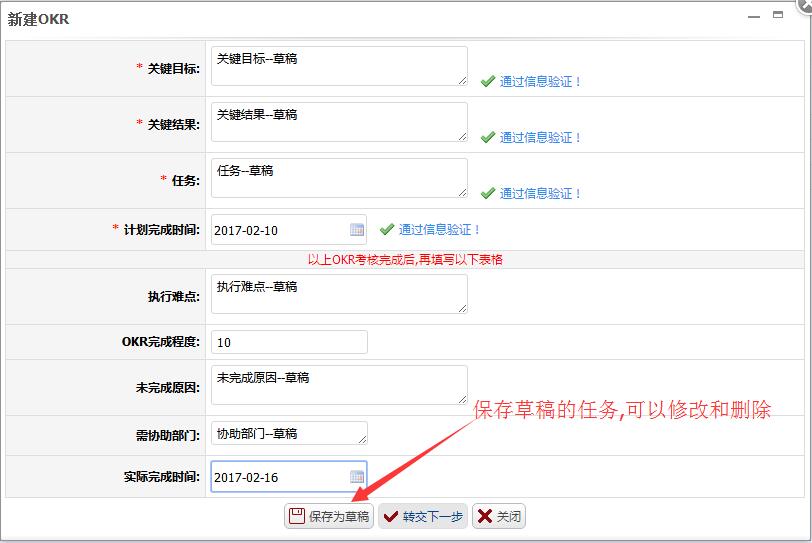 新建OKR
* 关键目标: 关键目标--草稿 通过信息验证！
* 关键结果: 关键结果--草稿 通过信息验证！
* 任务: 任务--草稿 通过信息验证！
* 计划完成时间: 2017-02-10 通过信息验证！
以上OKR考核完成后,再填写以下表格
执行难点: 执行难点--草稿
OKR完成程度: 10
未完成原因: 未完成原因--草稿
保存草稿的任务,可以修改和删除
需协助部门: 协助部门--草稿
实际完成时间: 2017-02-16
保存为草稿 转交下一步 关闭